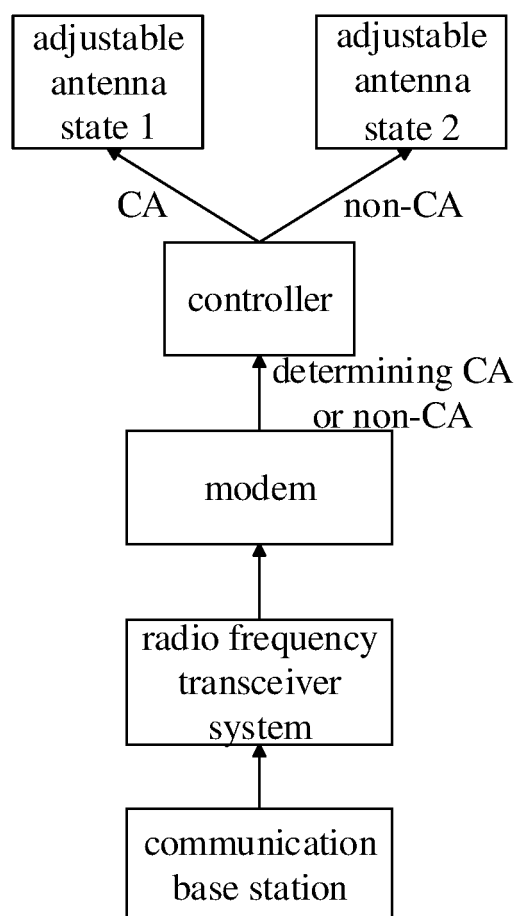 adjustable
antenna
state 1
adjustable
antenna
state 2
CA
non-CA
controller
determining CA
or non-CA
modem
radio frequency
transceiver
system
communication
base station